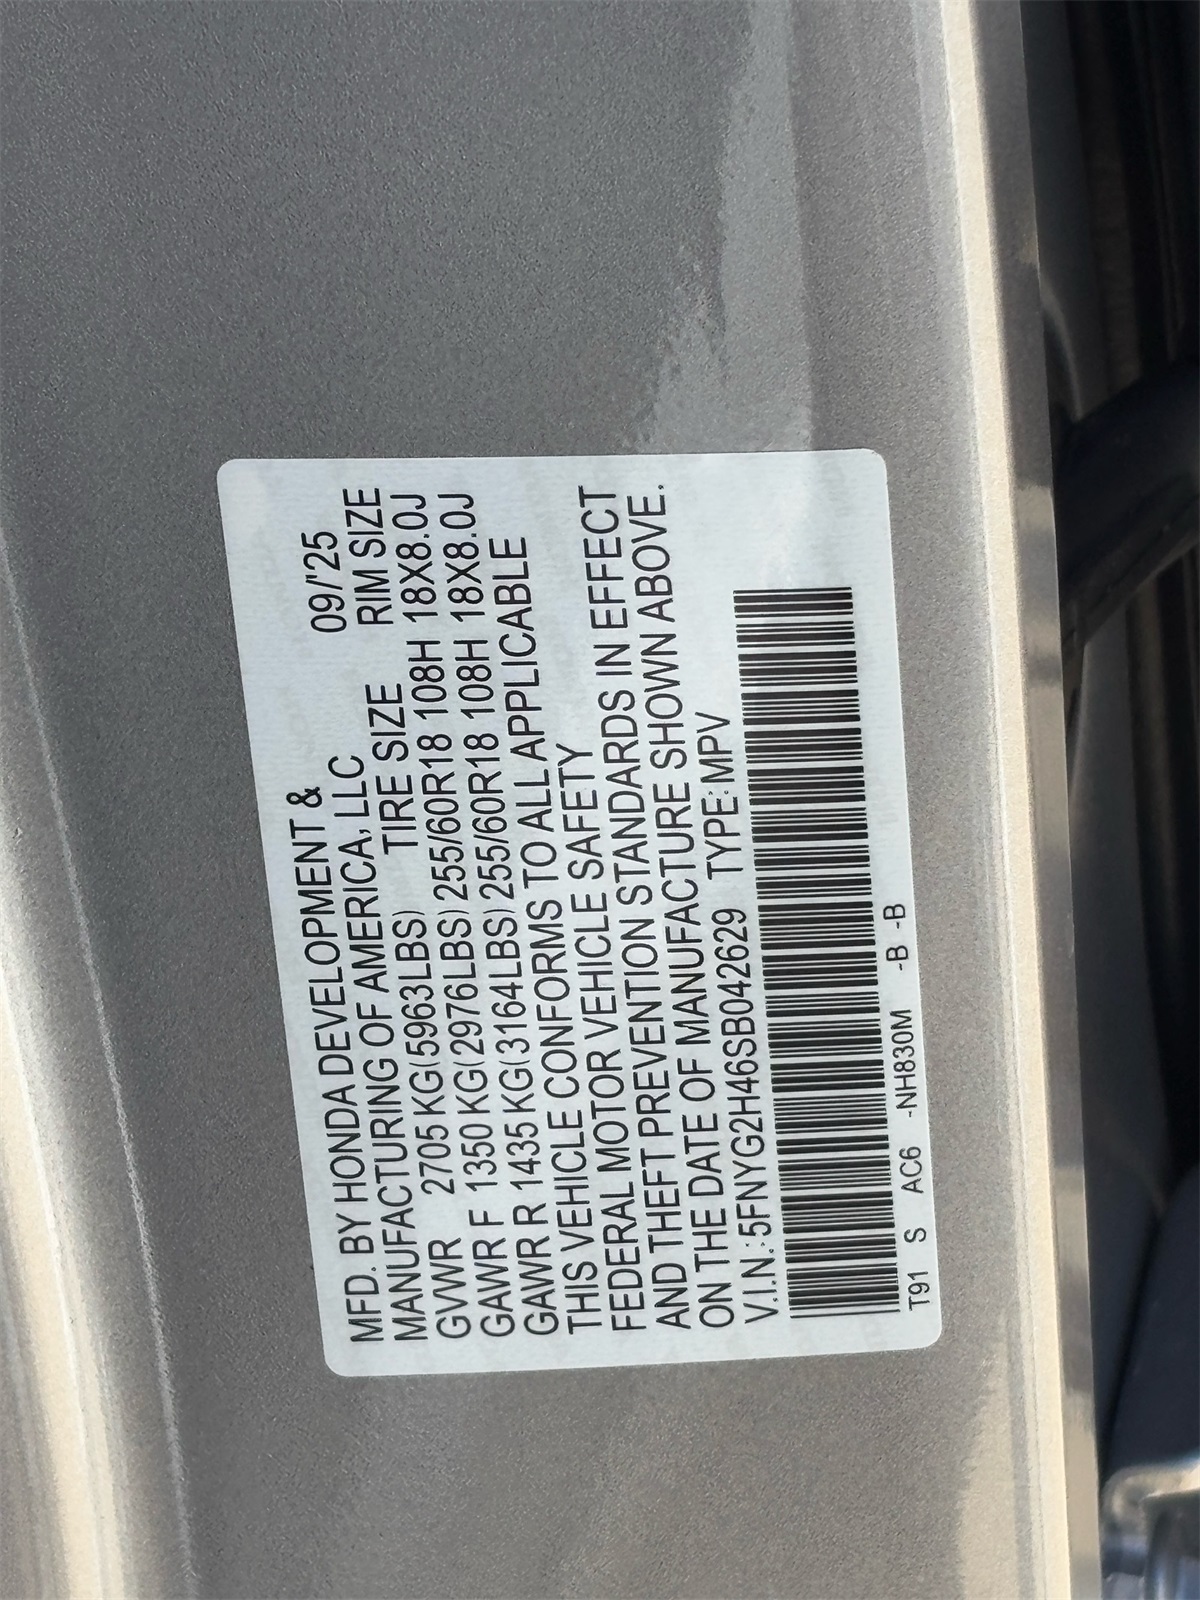 MFD. BY HONDA DEVELOPMENT & 09/'25
MANUFACTURING OF AMERICA, LLC
TIRE SIZE RIM SIZE
GVWR 2705 KG(5963LBS)
GAWR F 1350 KG(2976LBS) 255/60R18 108H 18X8.0J
GAWR R 1435 KG(3164LBS) 255/60R18 108H 18X8.0J
THIS VEHICLE CONFORMS TO ALL APPLICABLE
FEDERAL MOTOR VEHICLE SAFETY
AND THEFT PREVENTION STANDARDS IN EFFECT
ON THE DATE OF MANUFACTURE SHOWN ABOVE.
V.I.N.:5FNYG2H46SB042629 TYPE:MPV
T91 S AC6 -NH830M -B -B